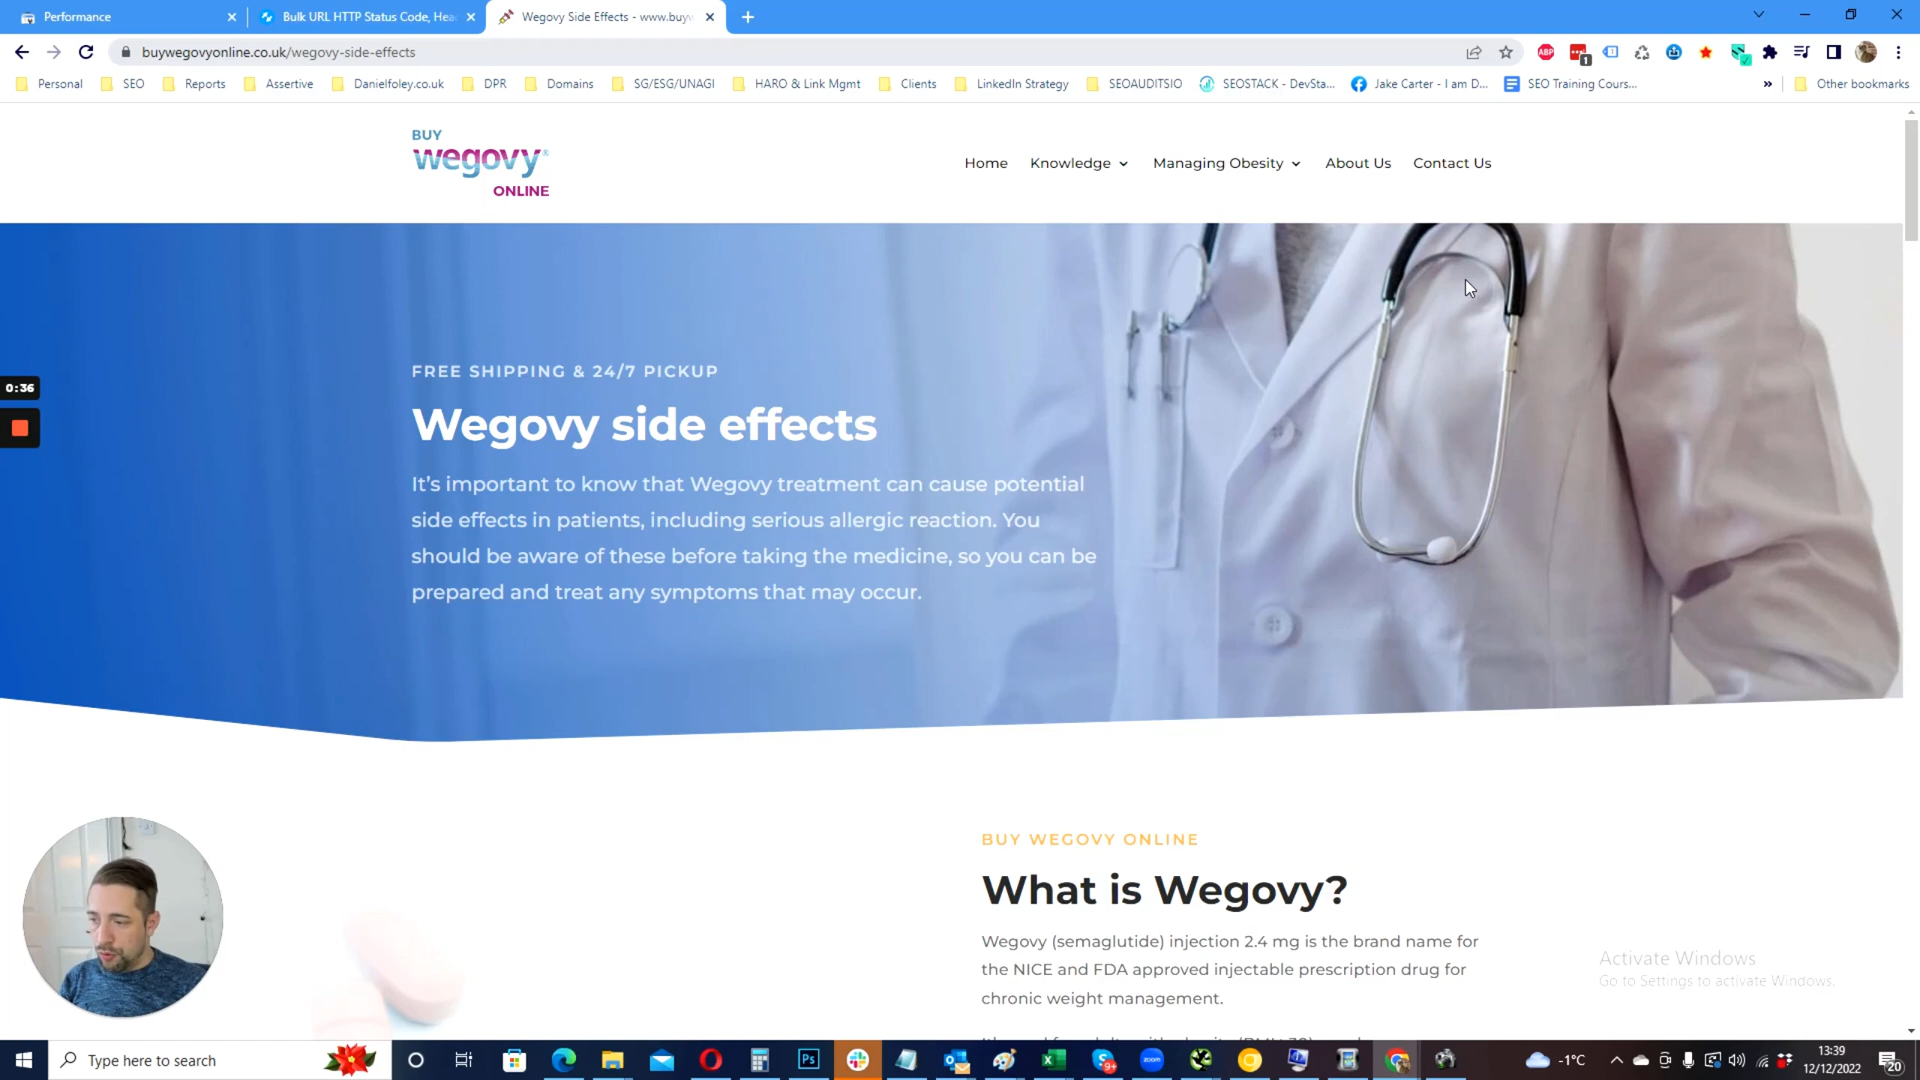 Performance
Bulk URL HTTP Status Code, Hea
Wegovy Side Effects - www.buyw
buywegovyonline.co.uk/wegovy-side-effects
Personal
SEO
Reports
Assertive
Danielfoley.co.uk
DPR
Domains
SG/ESG/UNAGI
HARO & Link Mgmt
Clients
LinkedIn Strategy
SEOAUDITSIO
SEOSTACK - DevSta...
Jake Carter - I am D...
SEO Training Cours...
»
Other bookmarks
BUY
wegovy®
ONLINE
Home
Knowledge
Managing Obesity
About Us
Contact Us
FREE SHIPPING & 24/7 PICKUP
Wegovy side effects
It's important to know that Wegovy treatment can cause potential
side effects in patients, including serious allergic reaction. You
should be aware of these before taking the medicine, so you can be
prepared and treat any symptoms that may occur.
0:36
BUY WEGOVY ONLINE
What is Wegovy?
Wegovy (semaglutide) injection 2.4 mg is the brand name for
the NICE and FDA approved injectable prescription drug for
chronic weight management.
Activate Windows
Go to Settings to activate Windows.
Type here to search
-1°C
13:39
12/12/2022
20